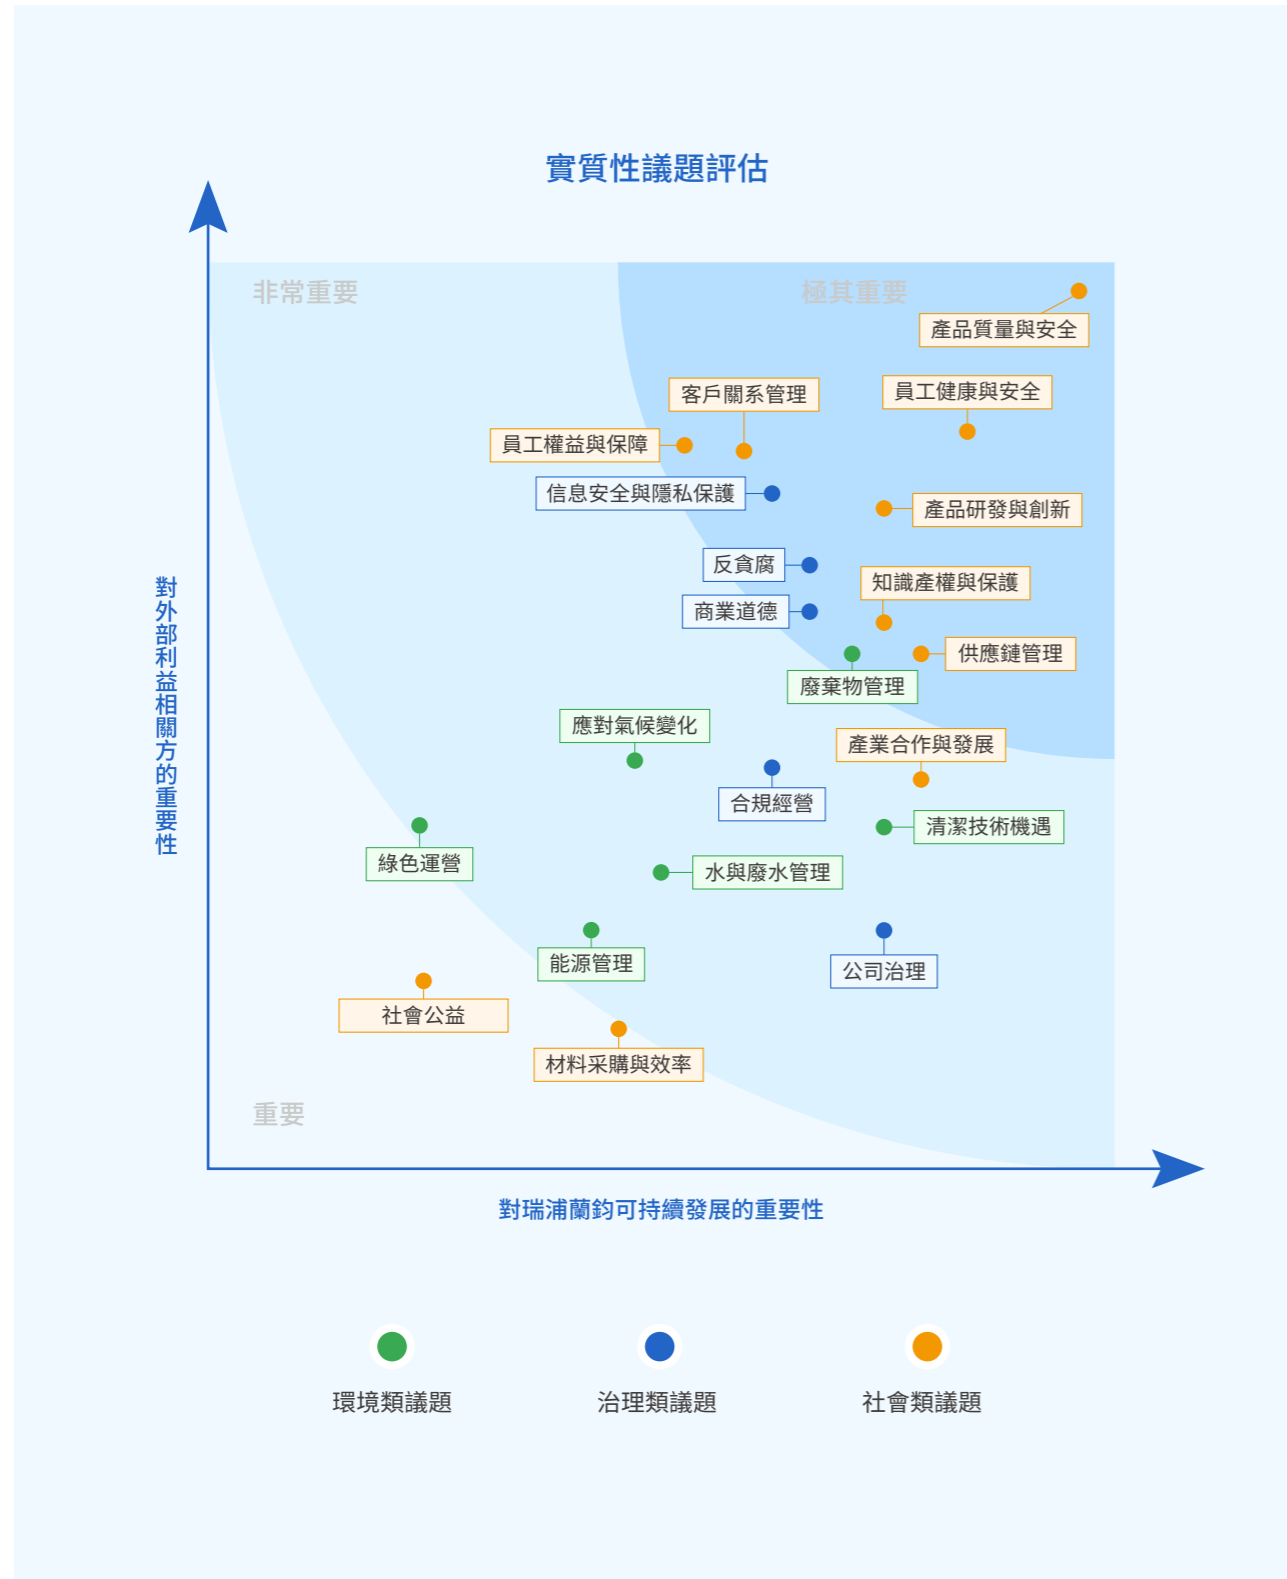 實質性議題評估
非常重要
極其重要
產品質量與安全
客戶關系管理
員工健康與安全
員工權益與保障
信息安全與隱私保護
產品研發與創新
反貪腐
知識產權與保護
商業道德
供應鏈管理
廢棄物管理
應對氣候變化
產業合作與發展
合規經營
清潔技術機遇
綠色運營
水與廢水管理
能源管理
公司治理
社會公益
材料采購與效率
重要
對外部利益相關方的重要性
對瑞浦蘭鈞可持續發展的重要性
環境類議題
治理類議題
社會類議題